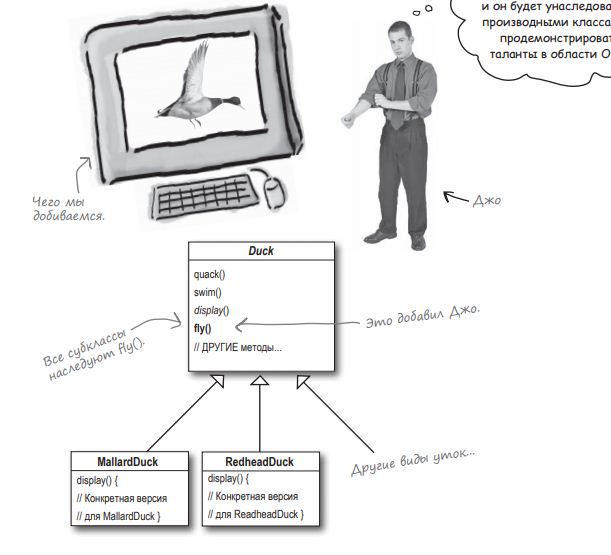 и он будет унаследова
производными класса
продемонстрироват
таланты в области О
Чего мы
добиваемся.
Джо
Duck
quack()
swim()
display()
fly()
// ДРУГИЕ методы...
Все субклассы
наследуют fly().
Это добавил Джо.
MallardDuck
display() {
// Конкретная версия
// для MallardDuck }
RedheadDuck
display() {
// Конкретная версия
// для ReadheadDuck }
Другие виды уток...